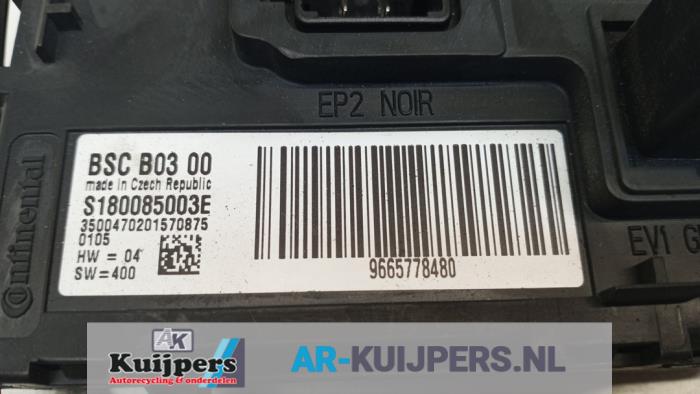 EP2 NOIR
BSC B03 00
made in Czech Republic
S180085003E
3500470201570875
0105
HW = 04
SW=400
9665778480
Continental
EV1 G
AK
Kuijpers
Autorecycling & onderdelen
AR-KUIJPERS.NL